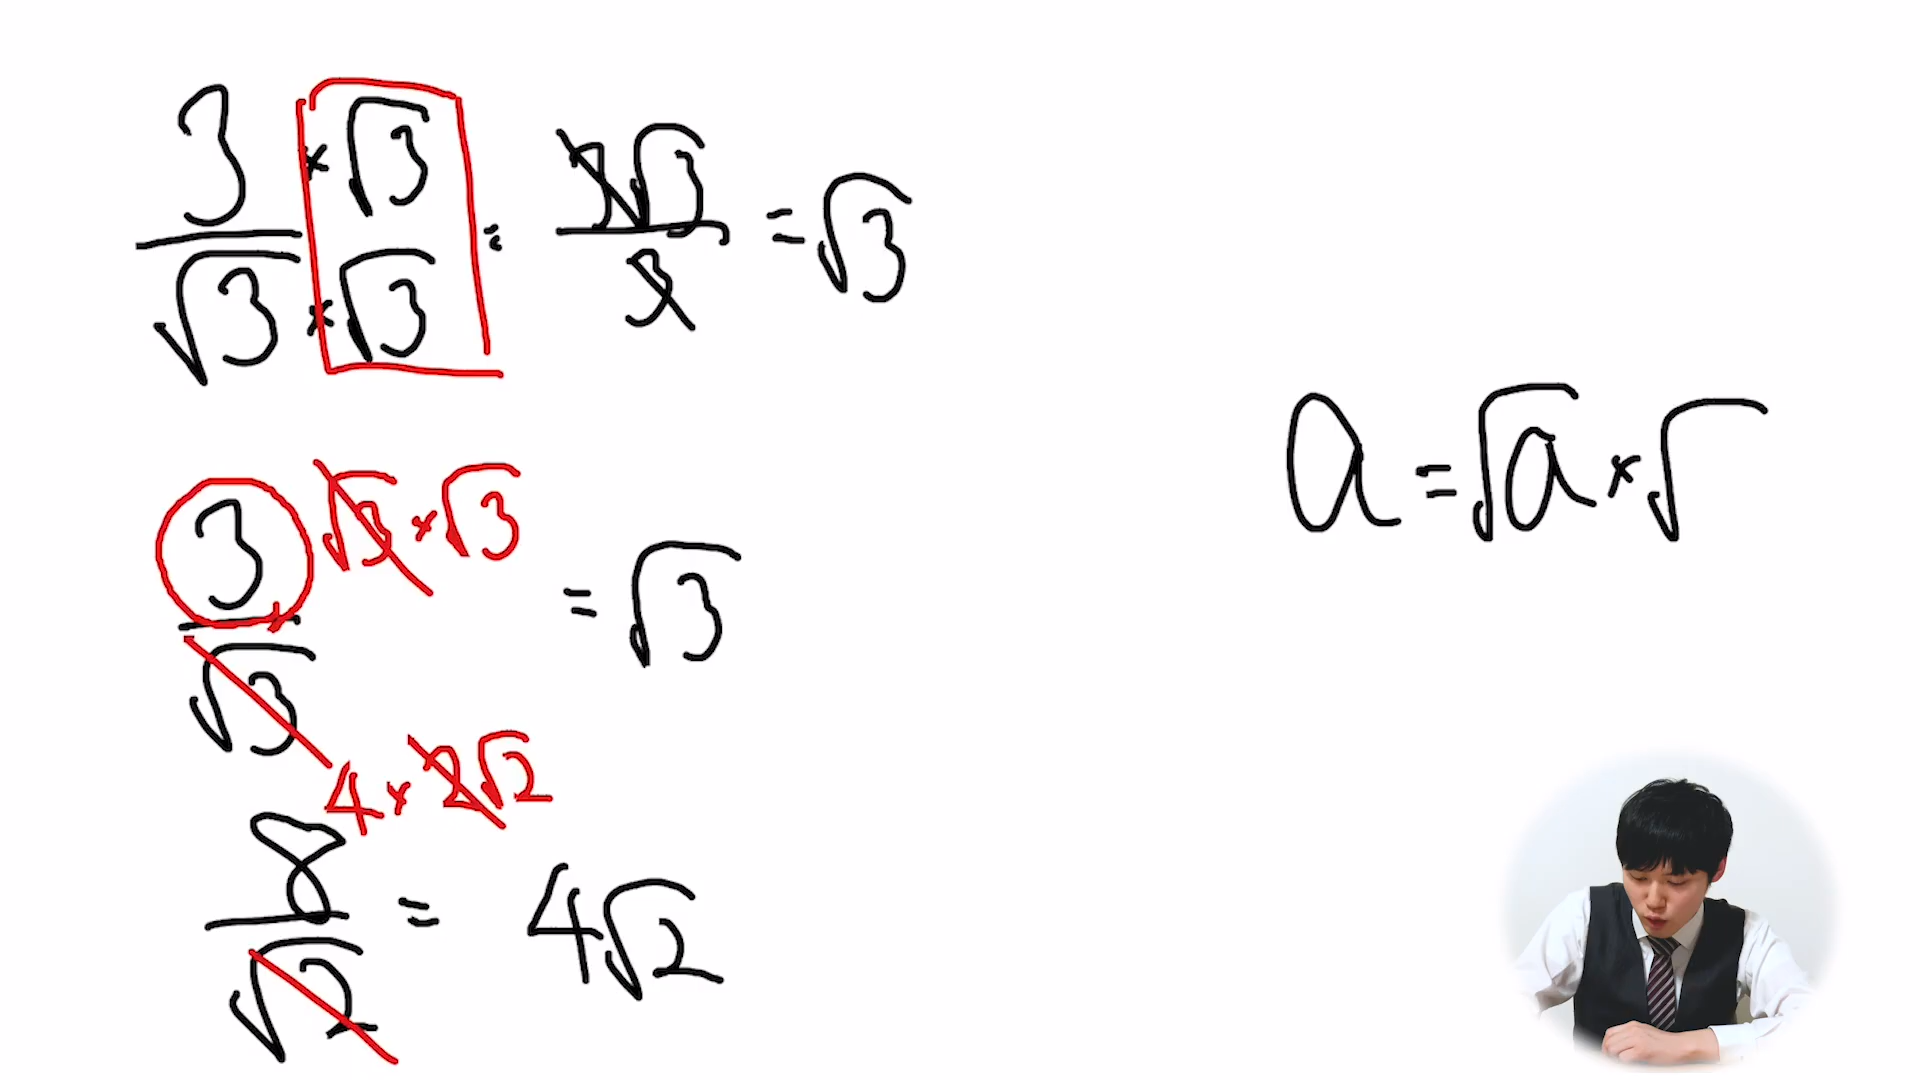 3/√3 ×√3/×√3 = 3√3/3 = √3
a = √a × √
3/√3 √3 × √3 = √3
8/√2 4 × 2√2 = 4√2